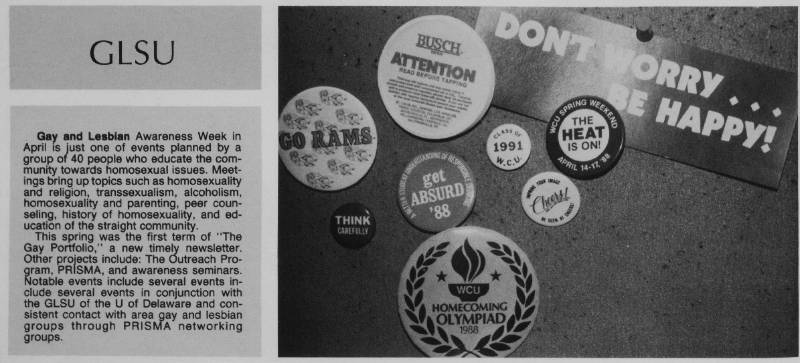 GLSU
Gay and Lesbian Awareness Week in
April is just one of events planned by a
group of 40 people who educate the com-
munity towards homosexual issues. Meet-
ings bring up topics such as homosexuality
and religion, transsexualism, alcoholism,
homosexuality and parenting, peer coun-
seling, history of homosexuality, and ed-
ucation of the straight community.
This spring was the first term of "The
Gay Portfolio," a new timely newsletter.
Other projects include: The Outreach Pro-
gram, PRISMA, and awareness seminars.
Notable events include several events in-
clude several events in conjunction with
the GLSU of the U of Delaware and con-
sistent contact with area gay and lesbian
groups through PRISMA networking
groups.
DON'T WORRY . . .
BE HAPPY!
BUSCH
ATTENTION
READ BEFORE TAPPING
GO RAMS
CLASS OF
1991
W.C.U.
WCU SPRING WEEKEND
THE
HEAT
IS ON!
APRIL 14-17, '88
get
ABSURD
'88
Cheers!
THINK
CAREFULLY
WCU
HOMECOMING
OLYMPIAD
1988